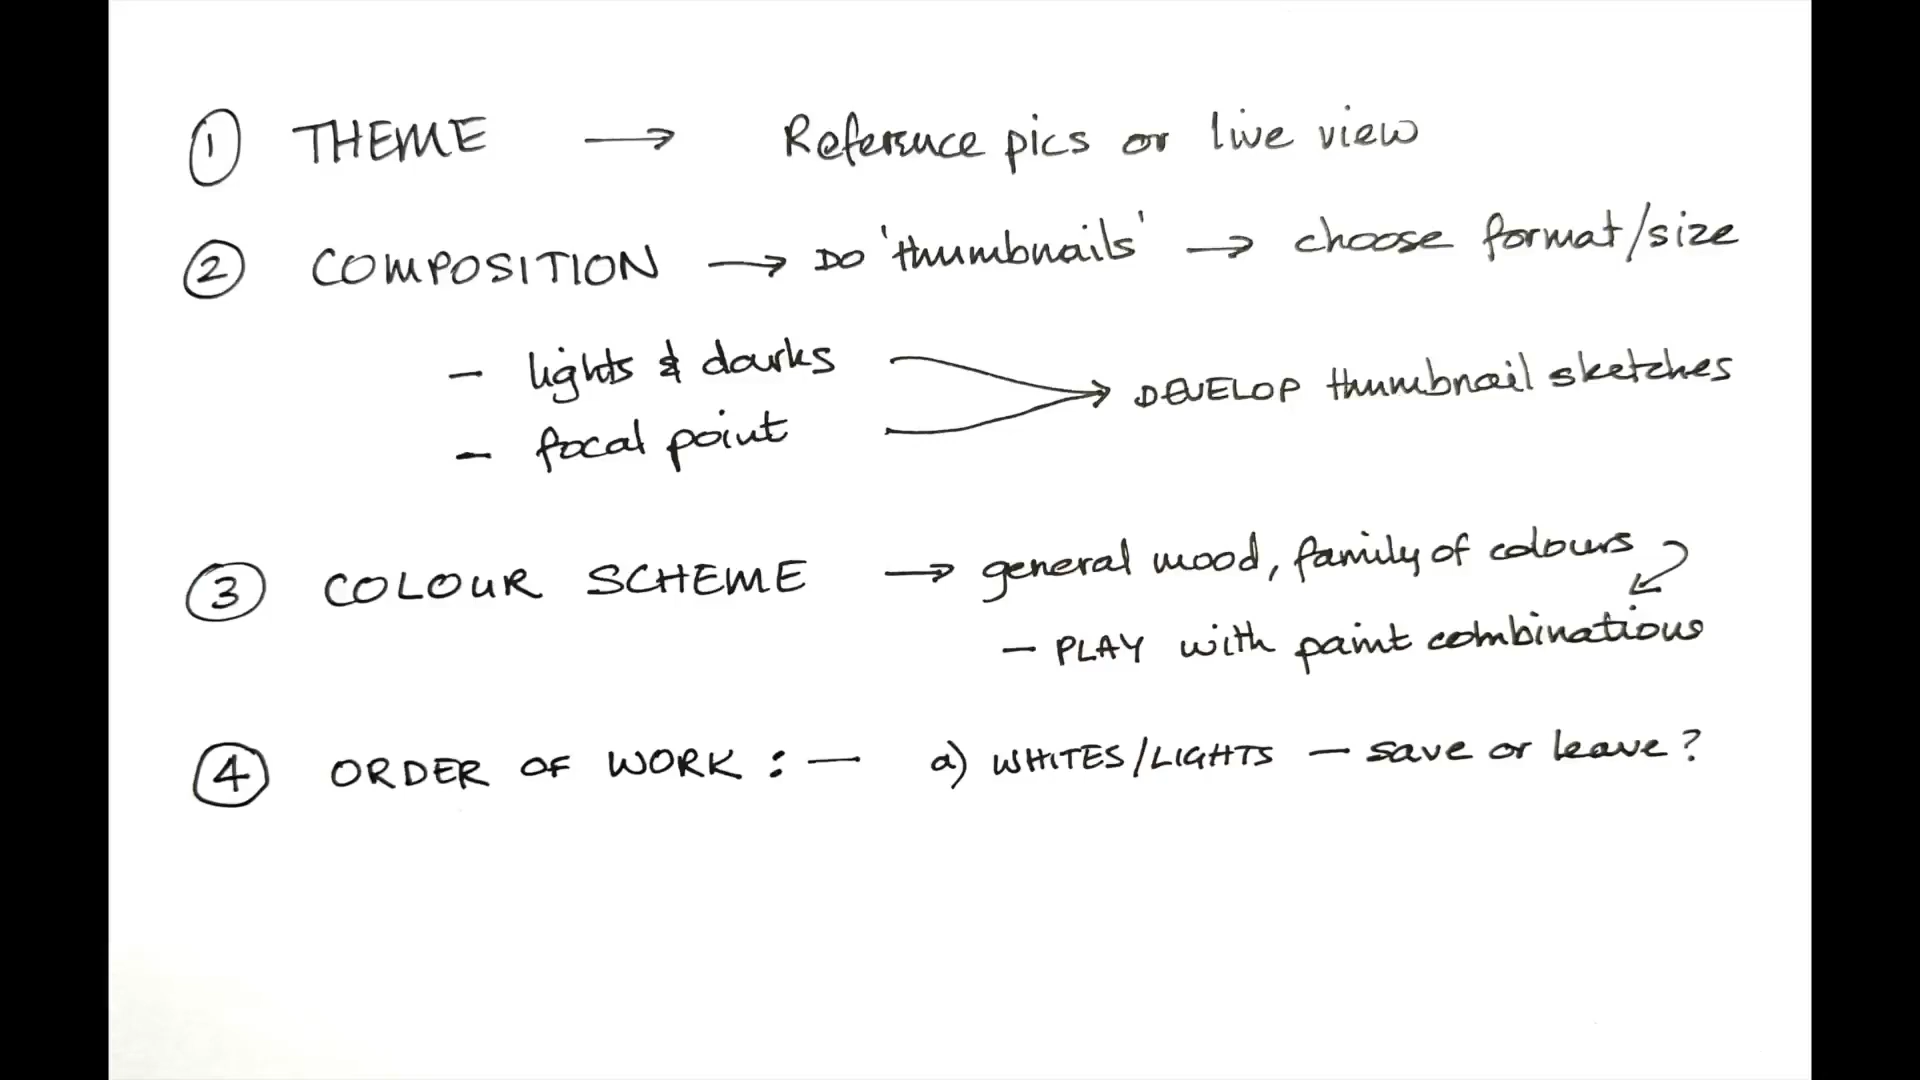 ① THEME → Reference pics or live view
② COMPOSITION → DO 'thumbnails' → choose format/size
- lights & darks
- focal point → DEVELOP thumbnail sketches
③ COLOUR SCHEME → general mood, family of colours
- PLAY with paint combinations
④ ORDER OF WORK :- a) WHITES/LIGHTS - save or leave?